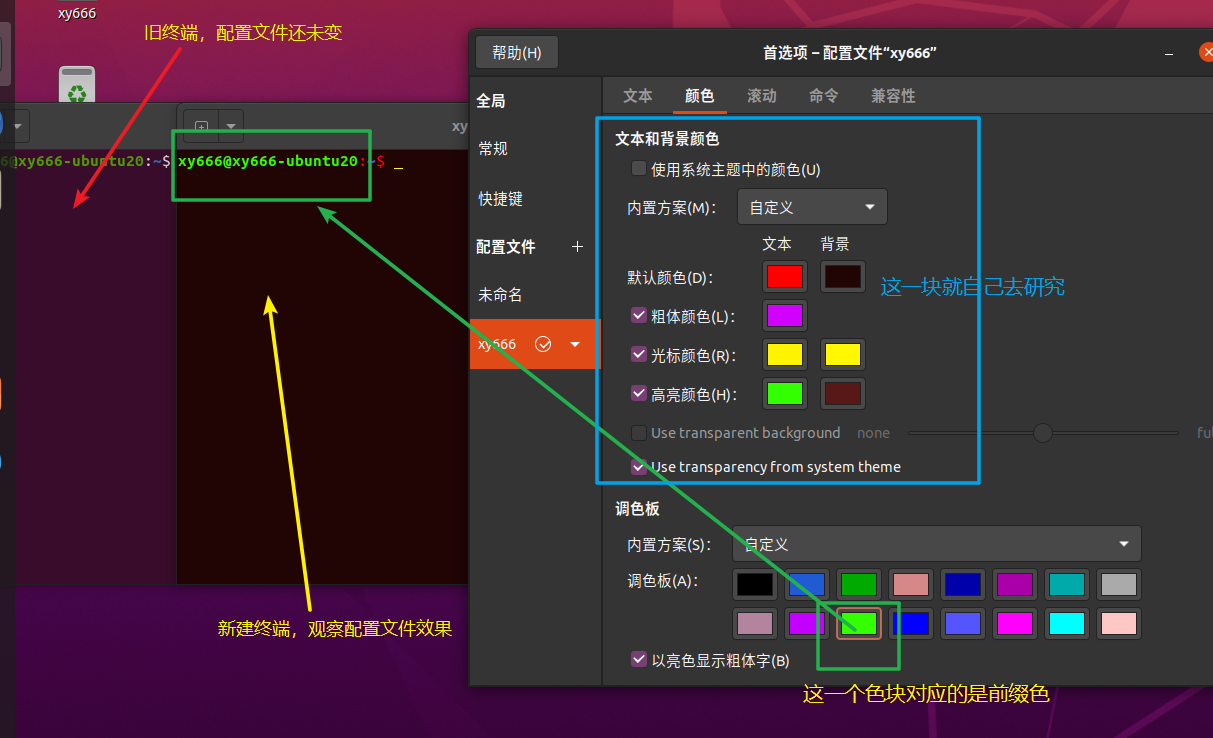 xy666
旧终端，配置文件还未变
帮助(H)
首选项 – 配置文件“xy666”
全局
文本 颜色 滚动 命令 兼容性
xy
常规
文本和背景颜色
6@xy666-ubuntu20:~$
xy666@xy666-ubuntu20:~$ _
使用系统主题中的颜色(U)
快捷键
内置方案(M)： 自定义
配置文件 +
文本 背景
默认颜色(D)：
这一块就自己去研究
未命名
粗体颜色(L)：
xy666
光标颜色(R)：
高亮颜色(H)：
Use transparent background none
Use transparency from system theme
调色板
内置方案(S)： 自定义
调色板(A)：
新建终端，观察配置文件效果
以亮色显示粗体字(B)
这一个色块对应的是前缀色